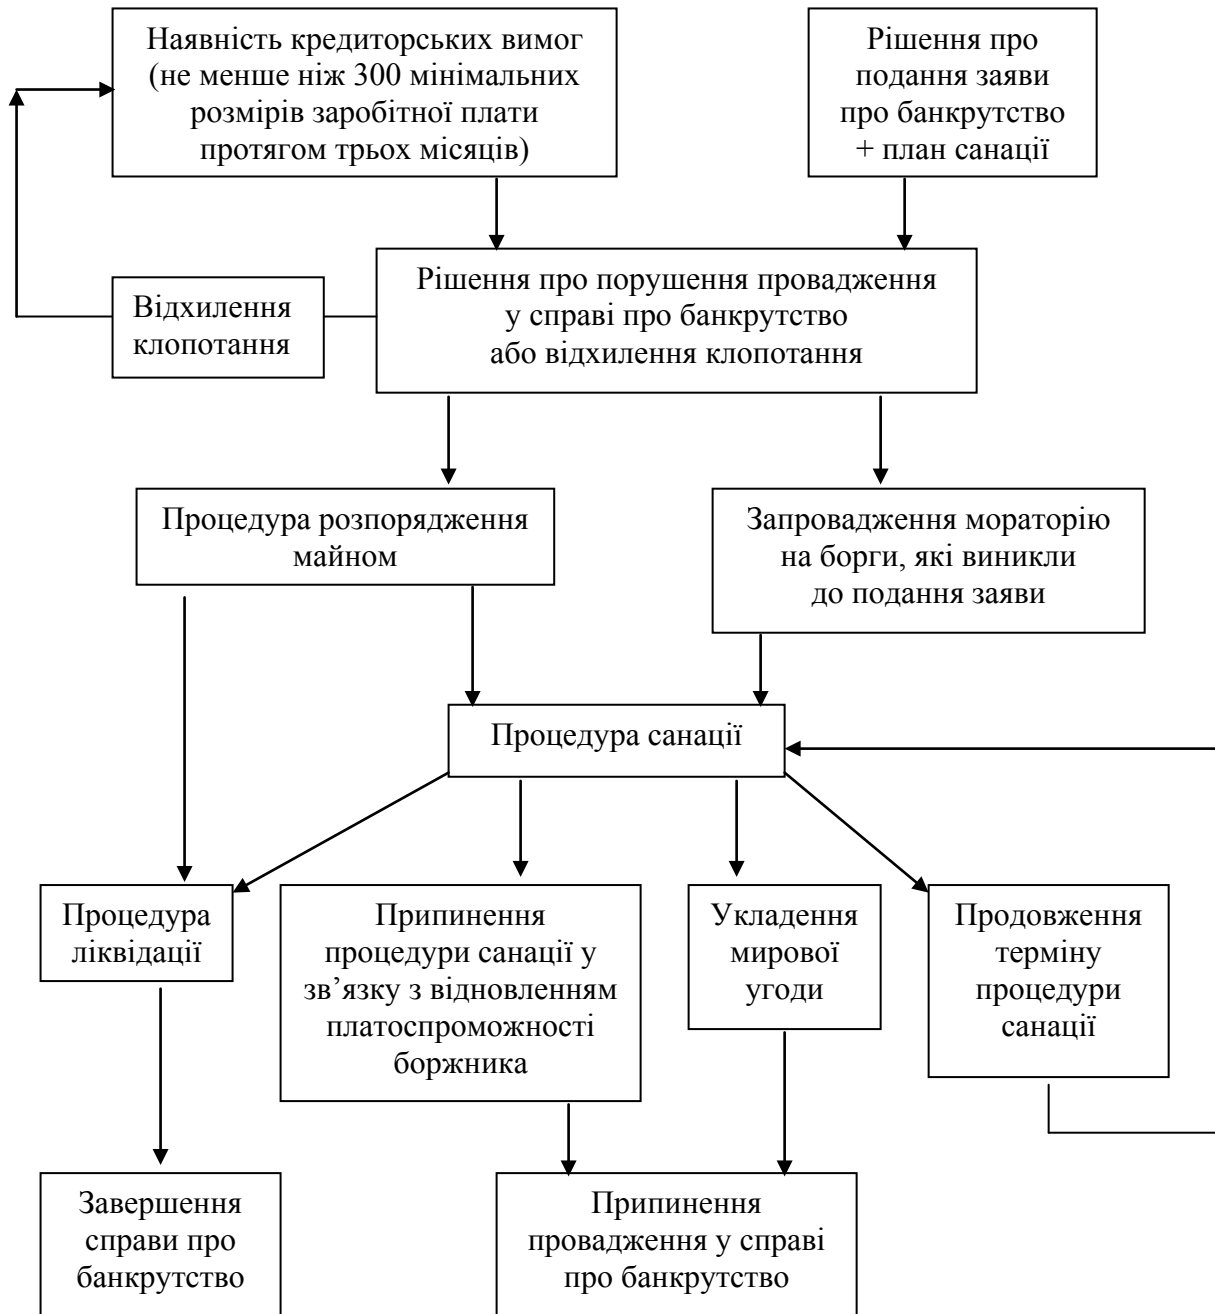 Наявність кредиторських вимог
(не менше ніж 300 мінімальних
розмірів заробітної плати
протягом трьох місяців)
Рішення про
подання заяви
про банкрутство
+ план санації
Відхилення
клопотання
Рішення про порушення провадження
у справі про банкрутство
або відхилення клопотання
Процедура розпорядження
майном
Запровадження мораторію
на борги, які виникли
до подання заяви
Процедура санації
Процедура
ліквідації
Припинення
процедури санації у
зв’язку з відновленням
платоспроможності
боржника
Укладення
мирової
угоди
Продовження
терміну
процедури
санації
Завершення
справи про
банкрутство
Припинення
провадження у справі
про банкрутство